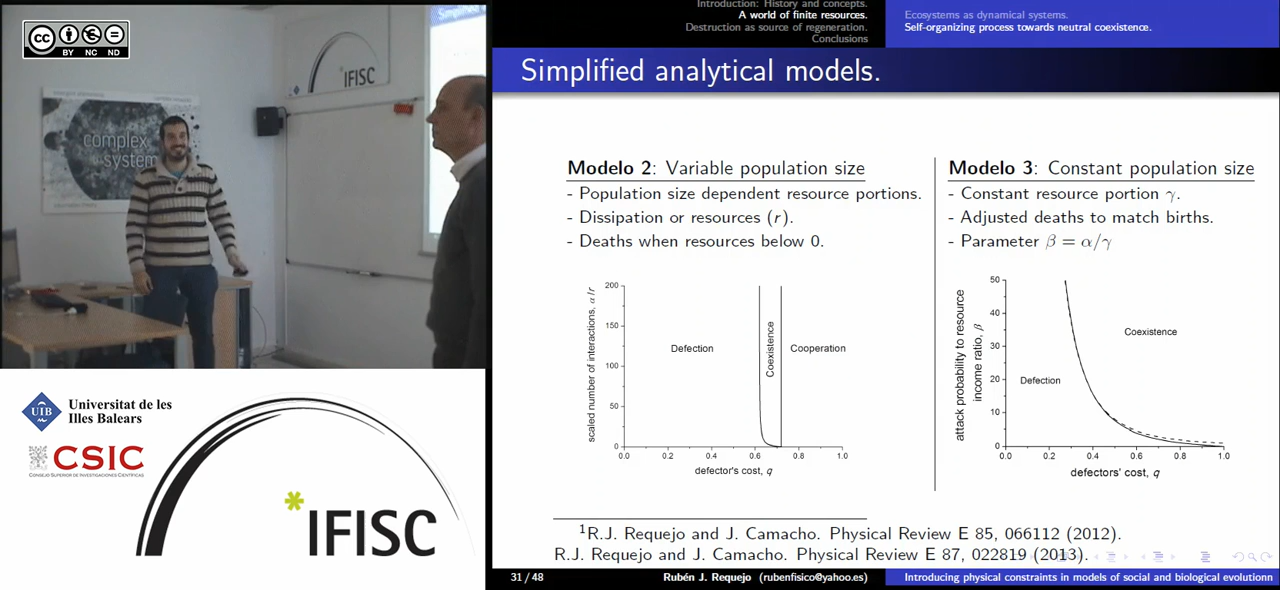 cc
BY NC ND
IFISC
complex
system
Universitat de les
Illes Balears
UIB
CSIC
CONSEJO SUPERIOR DE INVESTIGACIONES CIENTÍFICAS
*IFISC
Introduction: History and concepts.
A world of finite resources.
Destruction as source of regeneration.
Conclusions
Ecosystems as dynamical systems.
Self-organizing process towards neutral coexistence.
Simplified analytical models.
Modelo 2: Variable population size
- Population size dependent resource portions.
- Dissipation or resources (r).
- Deaths when resources below 0.
scaled number of interactions, α/r
200
150
100
50
0
Defection
Coexistence
Cooperation
0.0 0.2 0.4 0.6 0.8 1.0
defector's cost, q
Modelo 3: Constant population size
- Constant resource portion γ.
- Adjusted deaths to match births.
- Parameter β = α/γ
attack probability to resource
income ratio, β
50
40
30
20
10
0
Defection
Coexistence
0.0 0.2 0.4 0.6 0.8 1.0
defectors' cost, q
1R.J. Requejo and J. Camacho. Physical Review E 85, 066112 (2012).
R.J. Requejo and J. Camacho. Physical Review E 87, 022819 (2013).
31 / 48
Rubén J. Requejo (rubenfisico@yahoo.es)
Introducing physical constraints in models of social and biological evolutionn